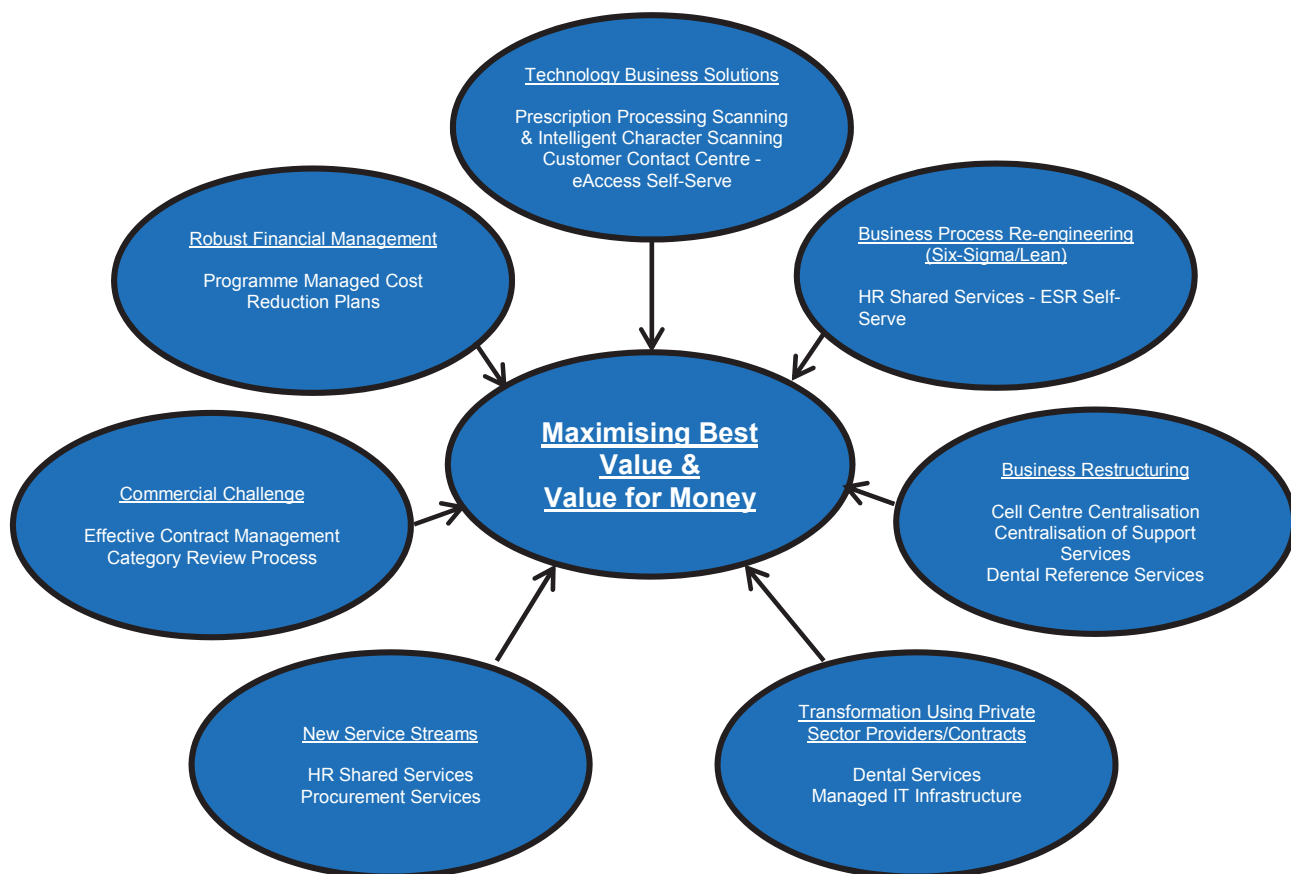 Technology Business Solutions
Prescription Processing Scanning
& Intelligent Character Scanning
Customer Contact Centre -
eAccess Self-Serve
Robust Financial Management
Programme Managed Cost
Reduction Plans
Business Process Re-engineering
(Six-Sigma/Lean)
HR Shared Services - ESR Self-
Serve
Maximising Best
Value &
Value for Money
Commercial Challenge
Effective Contract Management
Category Review Process
Business Restructuring
Cell Centre Centralisation
Centralisation of Support
Services
Dental Reference Services
New Service Streams
HR Shared Services
Procurement Services
Transformation Using Private
Sector Providers/Contracts
Dental Services
Managed IT Infrastructure